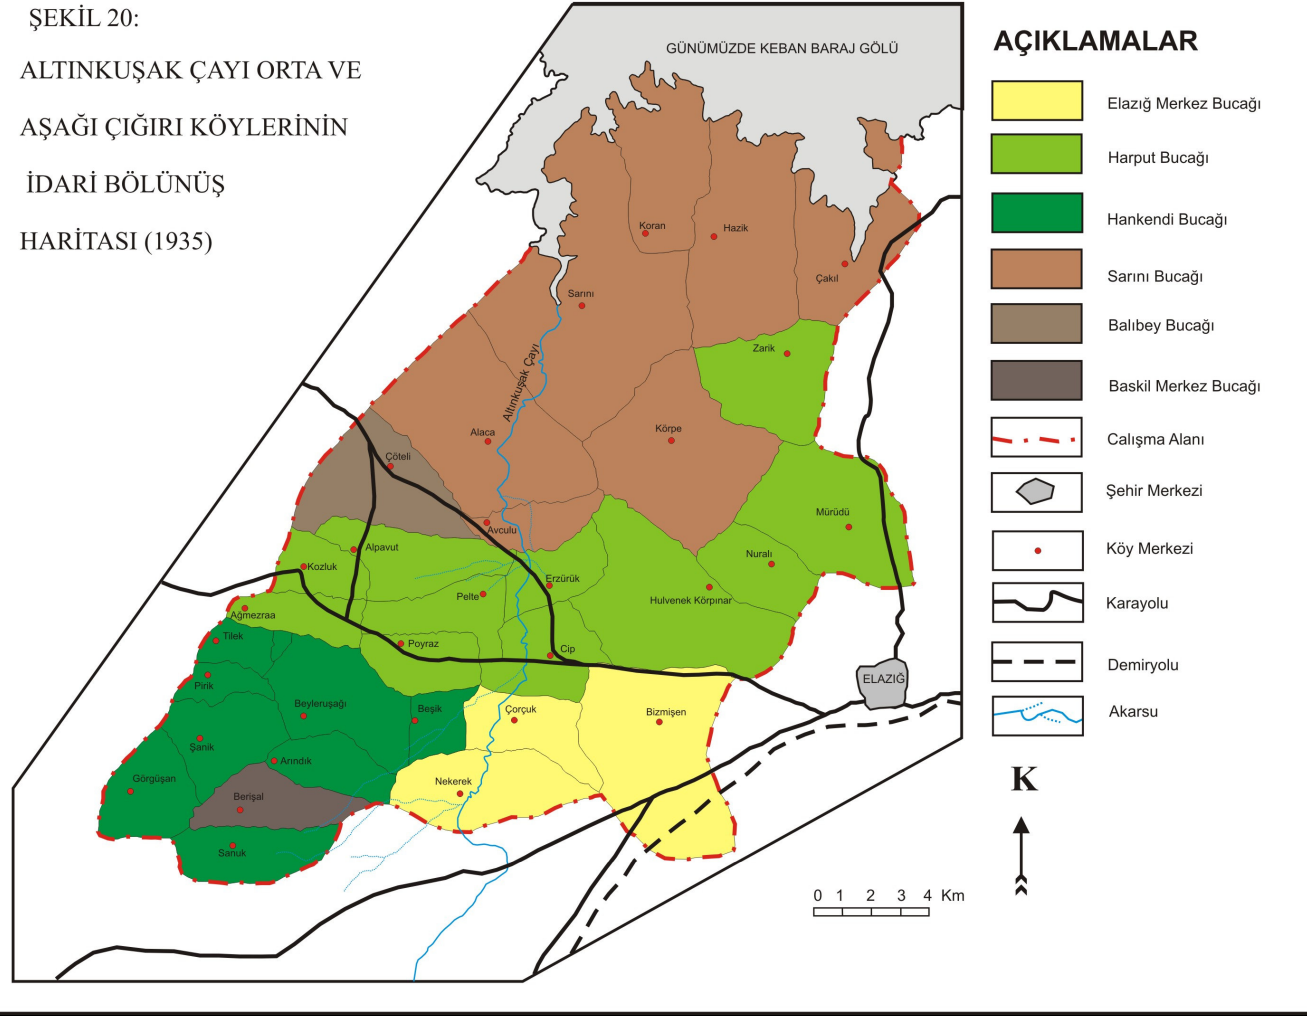 ŞEKİL 20:
ALTINKUŞAK ÇAYI ORTA VE
AŞAĞI ÇIĞIRI KÖYLERİNİN
İDARİ BÖLÜNÜŞ
HARİTASI (1935)
GÜNÜMÜZDE KEBAN BARAJ GÖLÜ
Koran
Hazik
Çakıl
Sarını
Altınkuşak Çayı
Zarik
Alaca
Körpe
Çöteli
Avculu
Mürüdü
Alpavut
Nuralı
Kozluk
Erzürük
Pelte
Hulvenek Körpınar
Ağmezraa
Tilek
Poyraz
Cip
Pirik
ELAZIĞ
Beyleruşağı
Beşik
Çorçuk
Bizmişen
Şanik
Arındık
Görgüşan
Nekerek
Berişal
Sanuk
AÇIKLAMALAR
Elazığ Merkez Bucağı
Harput Bucağı
Hankendi Bucağı
Sarını Bucağı
Balıbey Bucağı
Baskil Merkez Bucağı
Calışma Alanı
Şehir Merkezi
Köy Merkezi
Karayolu
Demiryolu
Akarsu
K
0 1 2 3 4 Km